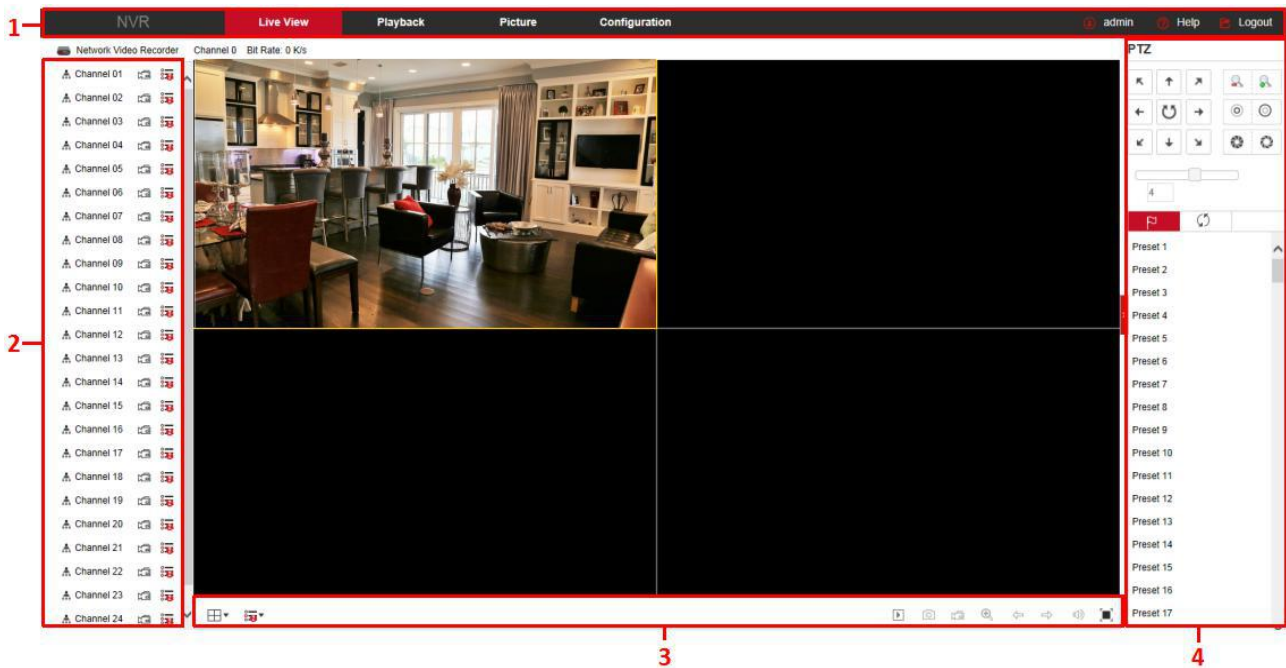 1 NVR Live View Playback Picture Configuration admin Help Logout
Network Video Recorder Channel 0 Bit Rate: 0 K/s
PTZ
Channel 01
Channel 02
Channel 03
Channel 04
Channel 05
Channel 06
Channel 07
Channel 08
Channel 09
Channel 10
Channel 11
Channel 12
2
Channel 13
Channel 14
Channel 15
Channel 16
Channel 17
Channel 18
Channel 19
Channel 20
Channel 21
Channel 22
Channel 23
Channel 24
3
4
Preset 1
Preset 2
Preset 3
Preset 4
Preset 5
Preset 6
Preset 7
Preset 8
Preset 9
Preset 10
Preset 11
Preset 12
Preset 13
Preset 14
Preset 15
Preset 16
Preset 17
4